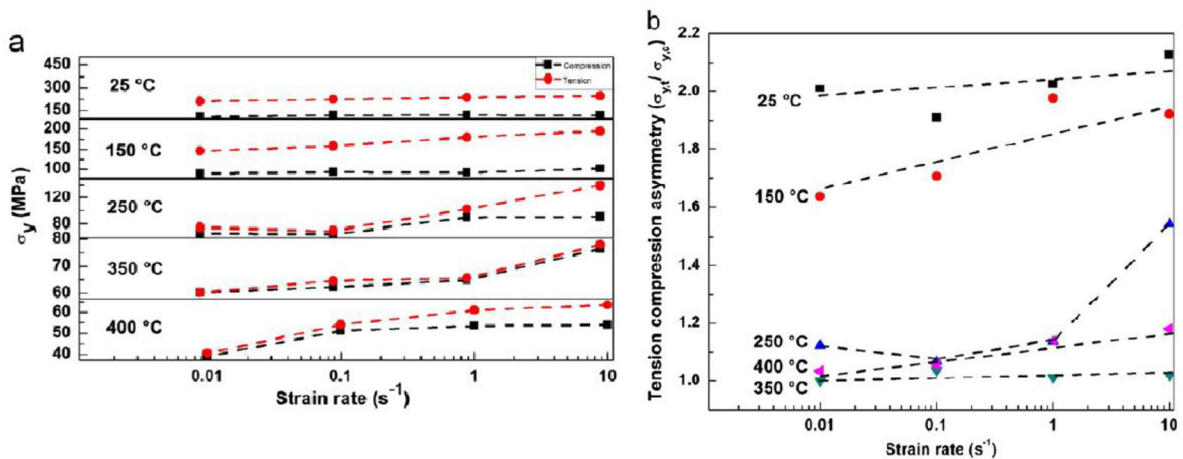 a
450
300
150
25 °C
Compression
Tension
200
150
100
150 °C
120
80
250 °C
80
70
60
350 °C
60
50
40
400 °C
σy (MPa)
0.01
0.1
1
10
Strain rate (s⁻¹)
b
2.2
2.0
1.8
1.6
1.4
1.2
1.0
25 °C
150 °C
250 °C
400 °C
350 °C
Tension compression asymmetry (σy,t/ σy,c)
0.01
0.1
1
10
Strain rate (s⁻¹)